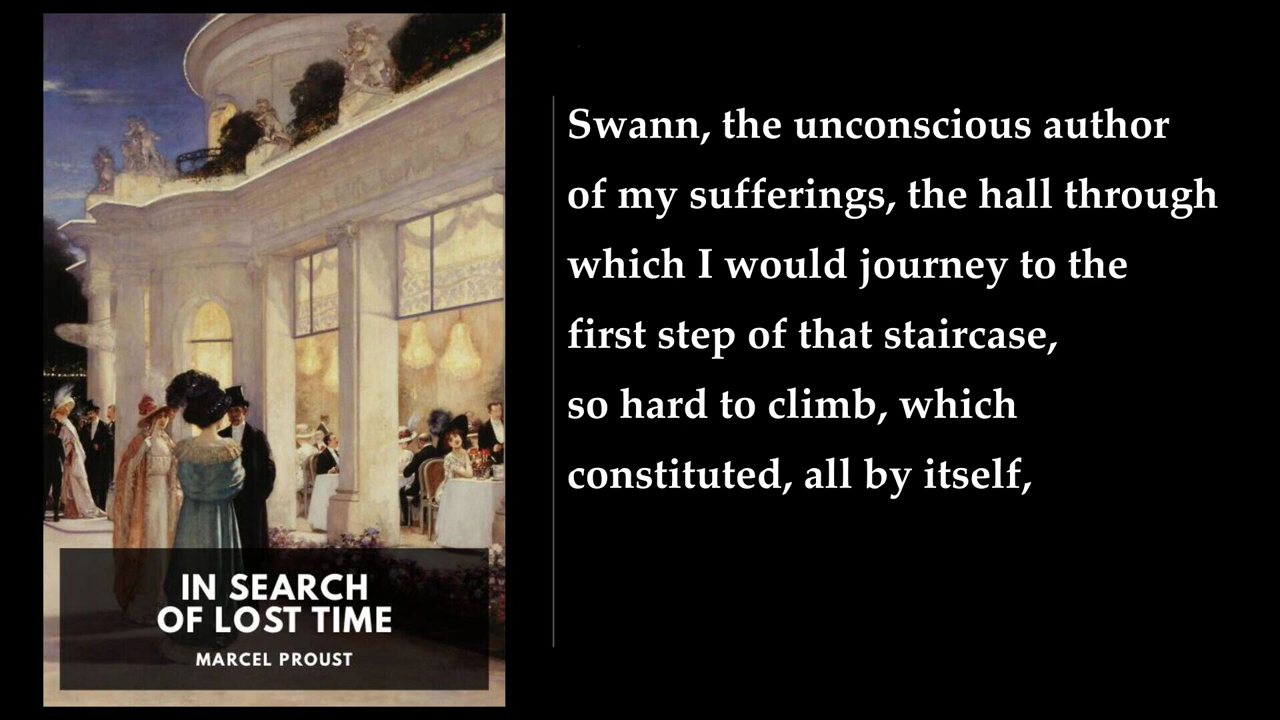 Swann, the unconscious author
of my sufferings, the hall through
which I would journey to the
first step of that staircase,
so hard to climb, which
constituted, all by itself,
IN SEARCH
OF LOST TIME
MARCEL PROUST